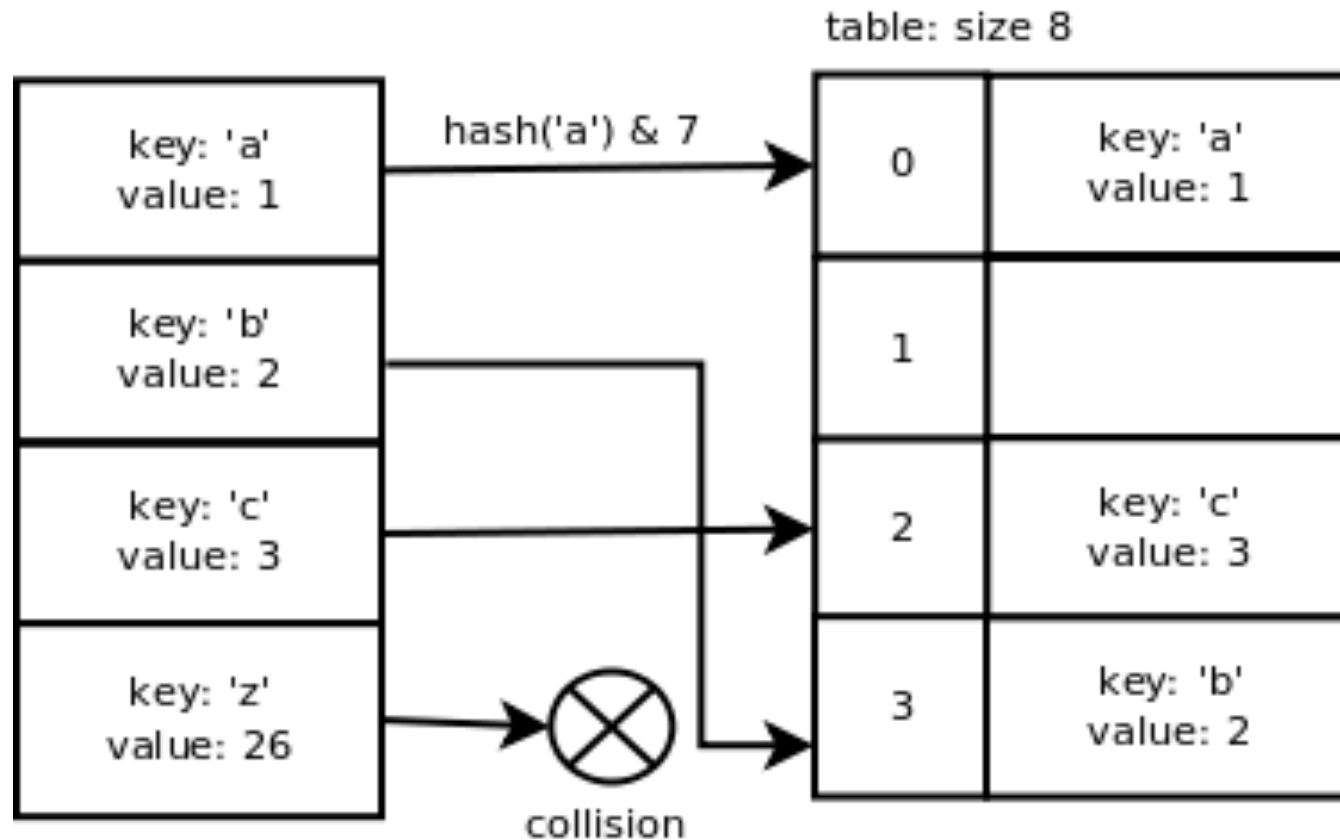 table: size 8
key: 'a'
value: 1
hash('a') & 7
0
key: 'a'
value: 1
key: 'b'
value: 2
1
key: 'c'
value: 3
2
key: 'c'
value: 3
key: 'z'
value: 26
collision
3
key: 'b'
value: 2